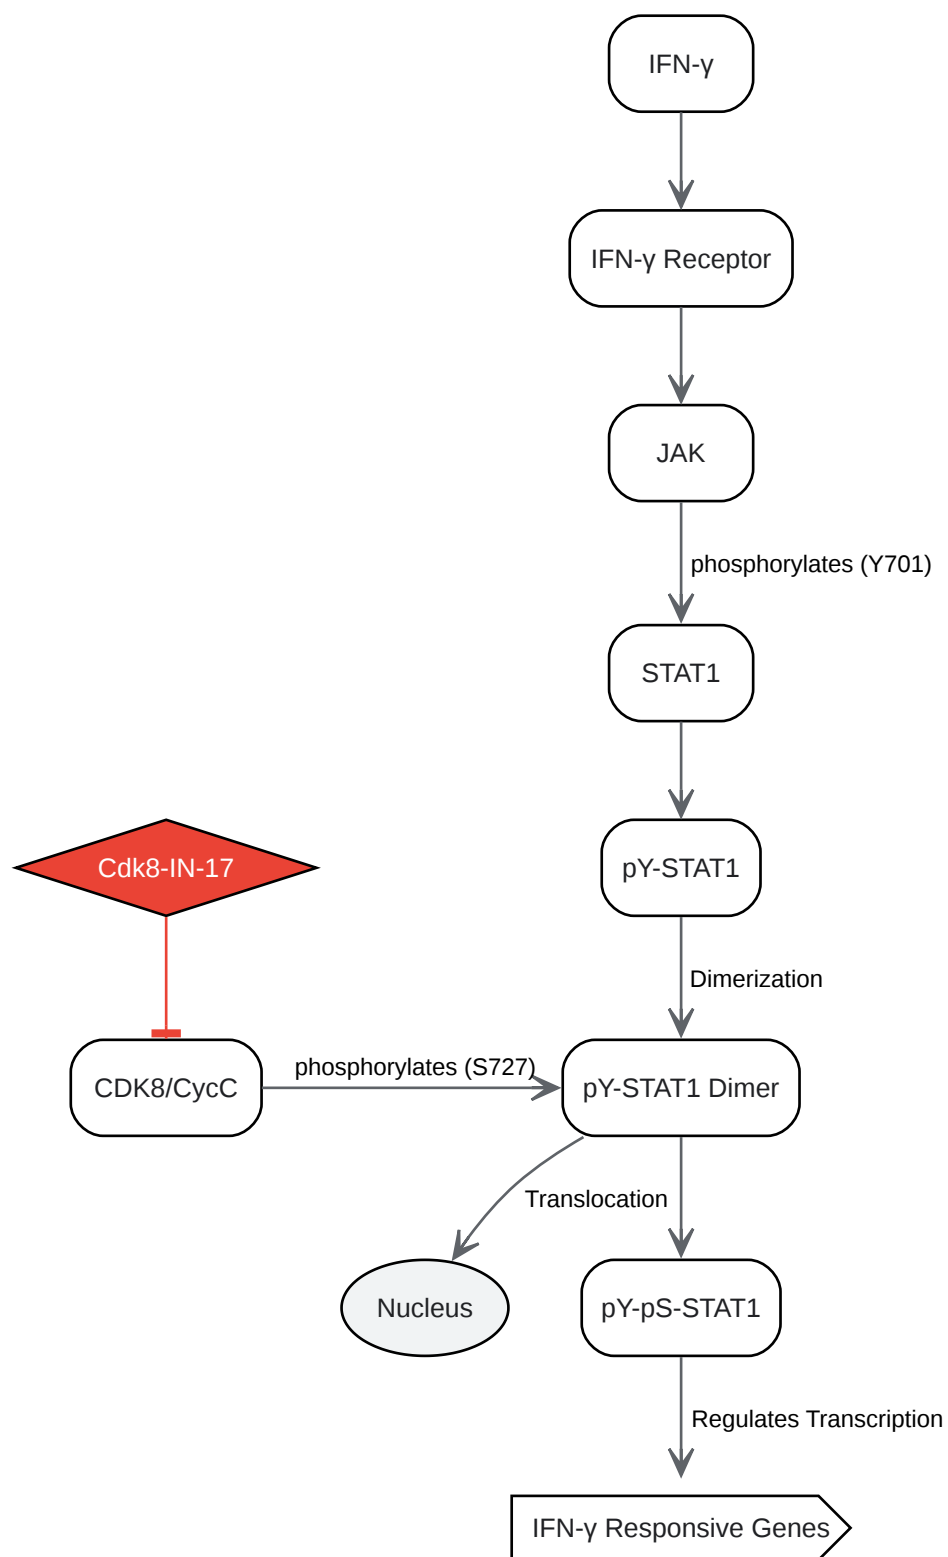 IFN-γ
IFN-γ Receptor
JAK
phosphorylates (Y701)
STAT1
Cdk8-IN-17
pY-STAT1
Dimerization
phosphorylates (S727)
CDK8/CycC
pY-STAT1 Dimer
Translocation
Nucleus
pY-pS-STAT1
Regulates Transcription
IFN-γ Responsive Genes